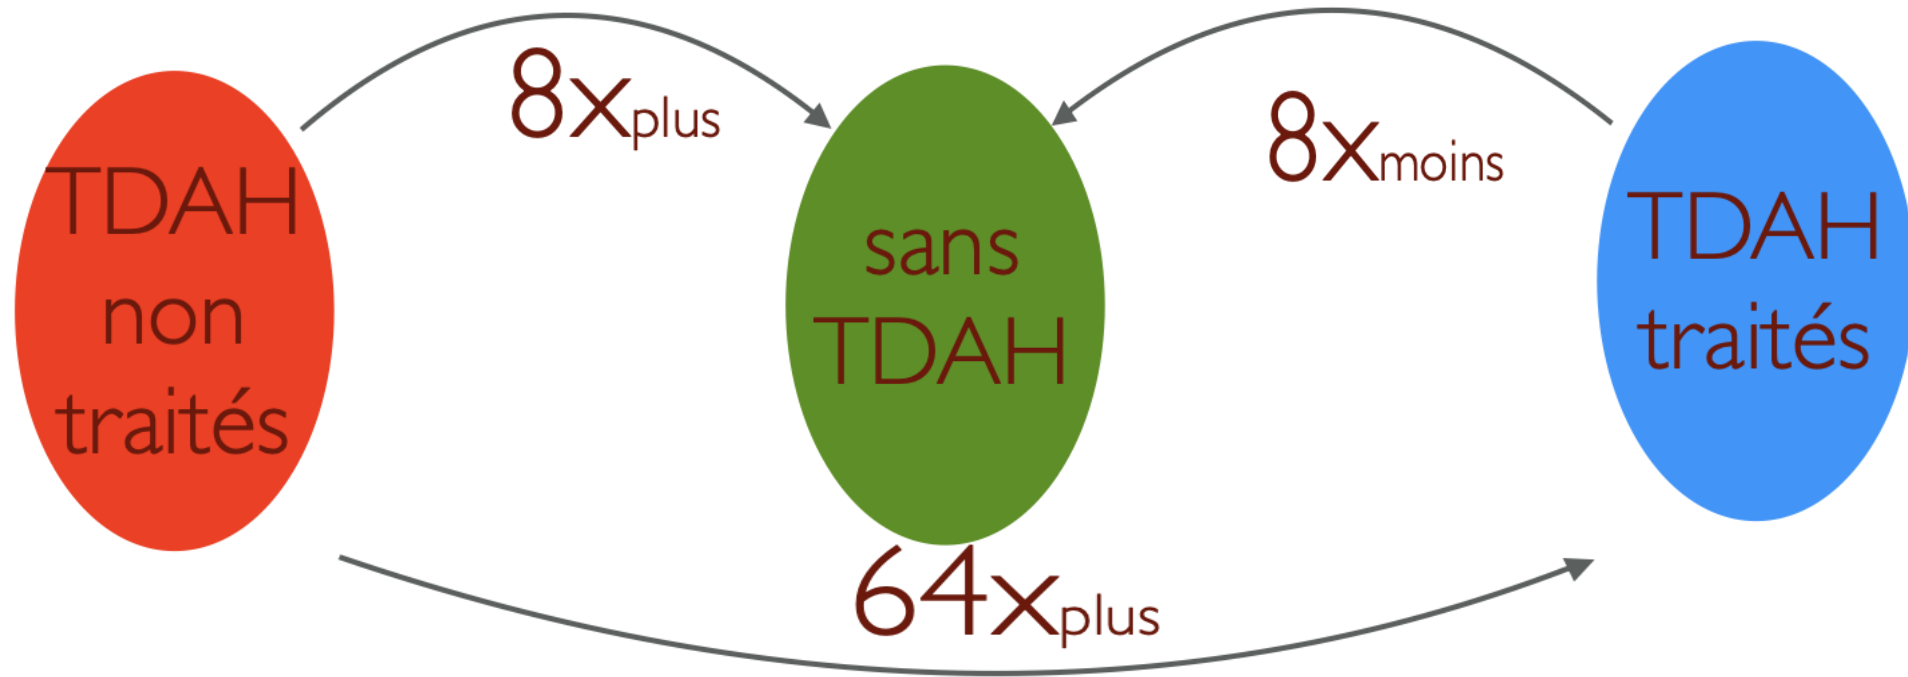 TDAH
non
traités
8xplus
sans
TDAH
8xmoins
TDAH
traités
64xplus